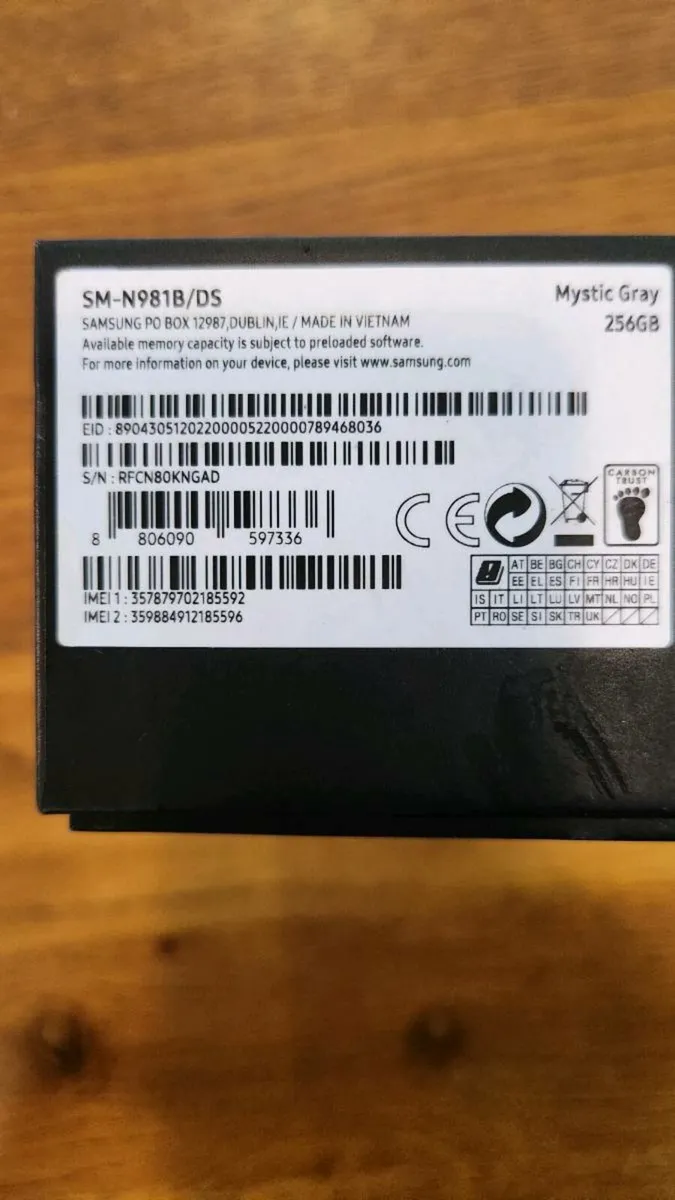 SM-N981B/DS
Mystic Gray
SAMSUNG PO BOX 12987,DUBLIN,IE / MADE IN VIETNAM
256GB
Available memory capacity is subject to preloaded software.
For more information on your device, please visit www.samsung.com
EID : 89043051202200005220000789468036
S/N : RFCN80KNGAD
CARBON
TRUST
8 806090 597336
CE
AT BE BG CH CY CZ DK DE
EE EL ES FI FR HR HU IE
IS IT LI LT LU LV MT NL NO PL
PT RO SE SI SK TR UK
IMEI 1 : 357879702185592
IMEI 2 : 359884912185596